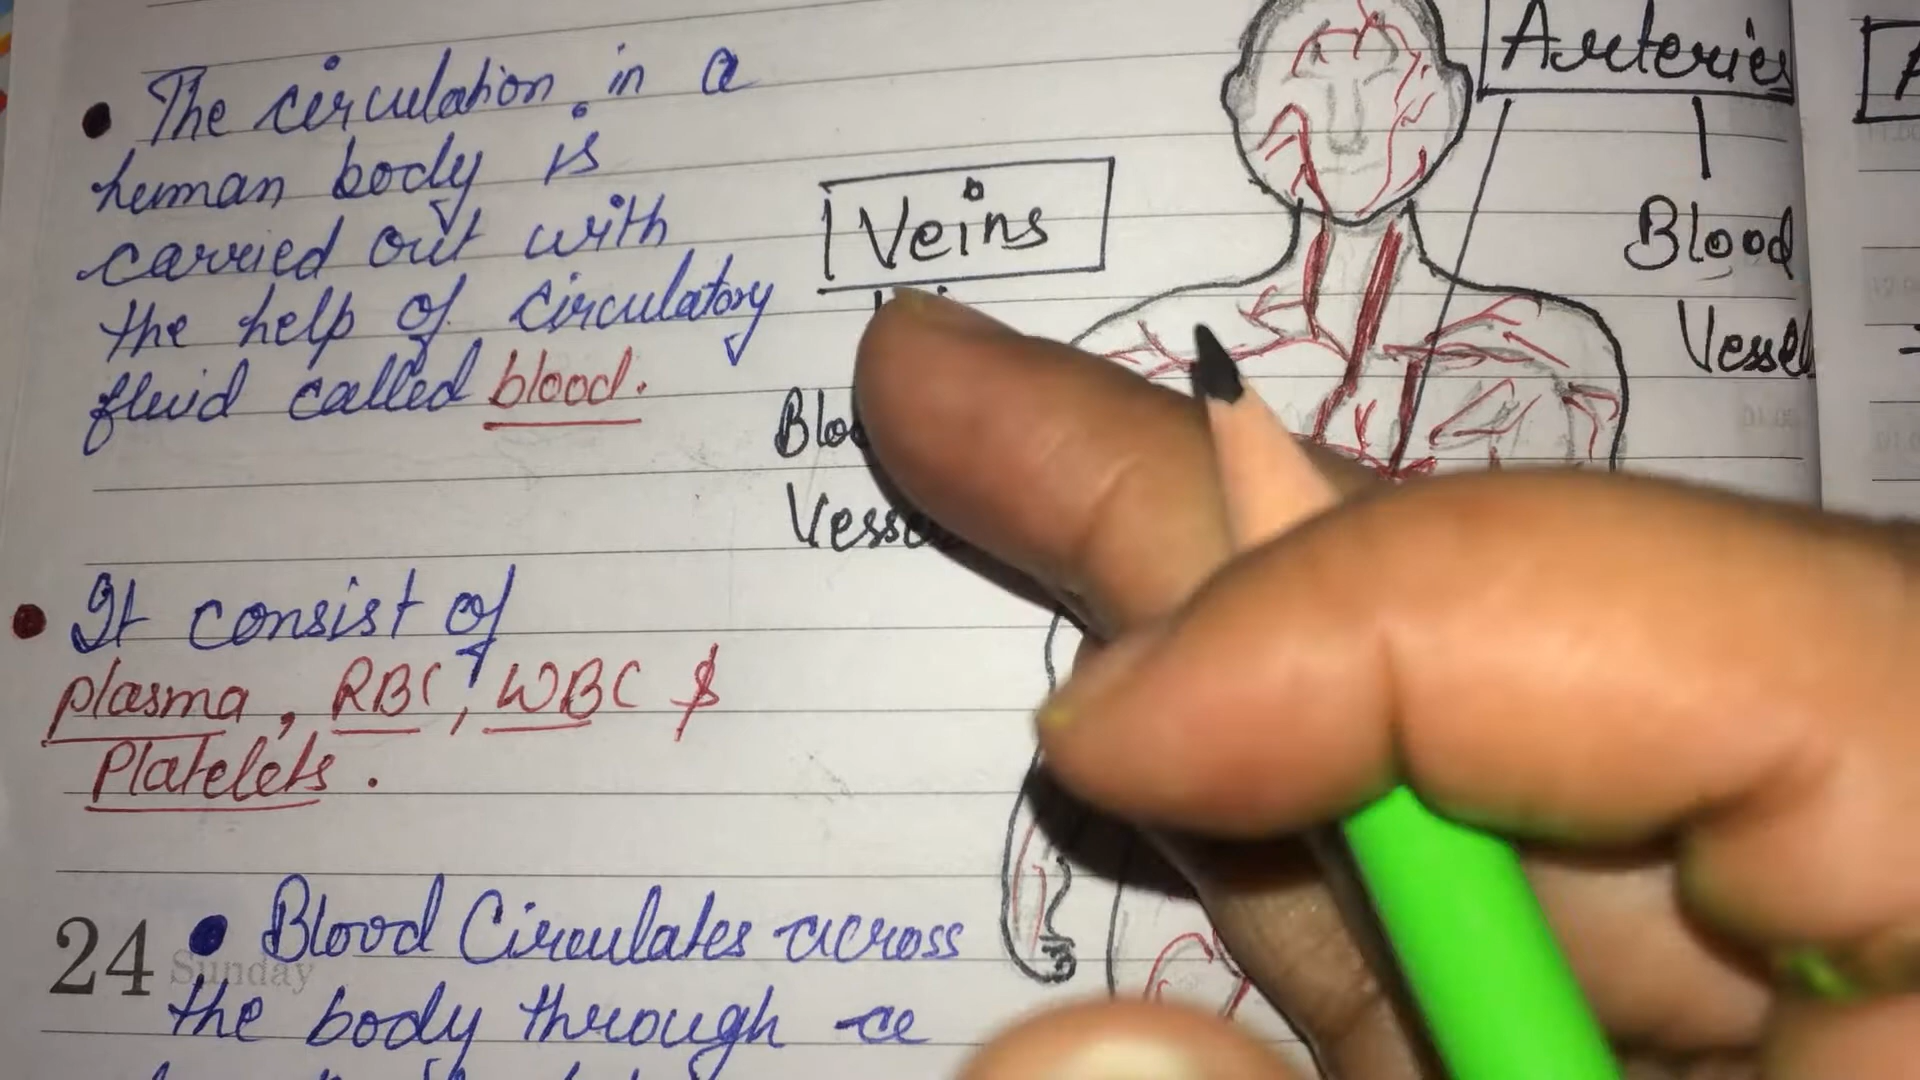 • The circulation in a
human body is
carried out with
the help of circulatory
fluid called blood.
• It consist of
plasma, RBC, WBC &
Platelets.
24 Sunday
• Blood Circulates across
the body through a
Veins
Arteries
Blood
Vessel